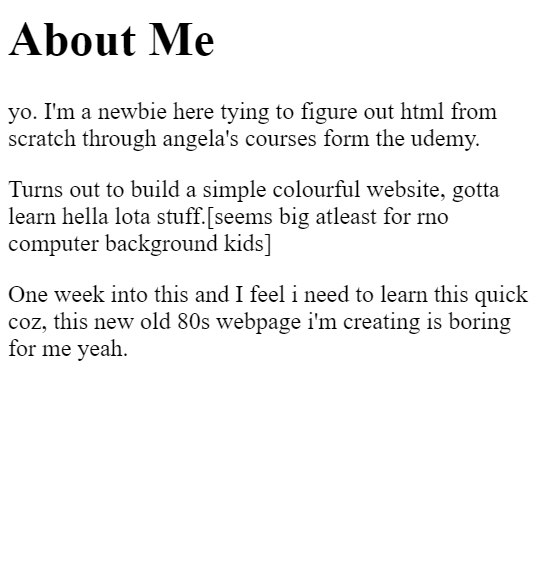 About Me
yo. I'm a newbie here tying to figure out html from
scratch through angela's courses form the udemy.
Turns out to build a simple colourful website, gotta
learn hella lota stuff.[seems big atleast for rno
computer background kids]
One week into this and I feel i need to learn this quick
coz, this new old 80s webpage i'm creating is boring
for me yeah.